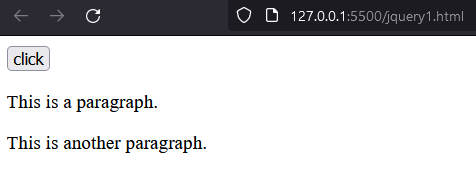 127.0.0.1:5500/jquery1.html
click
This is a paragraph.
This is another paragraph.